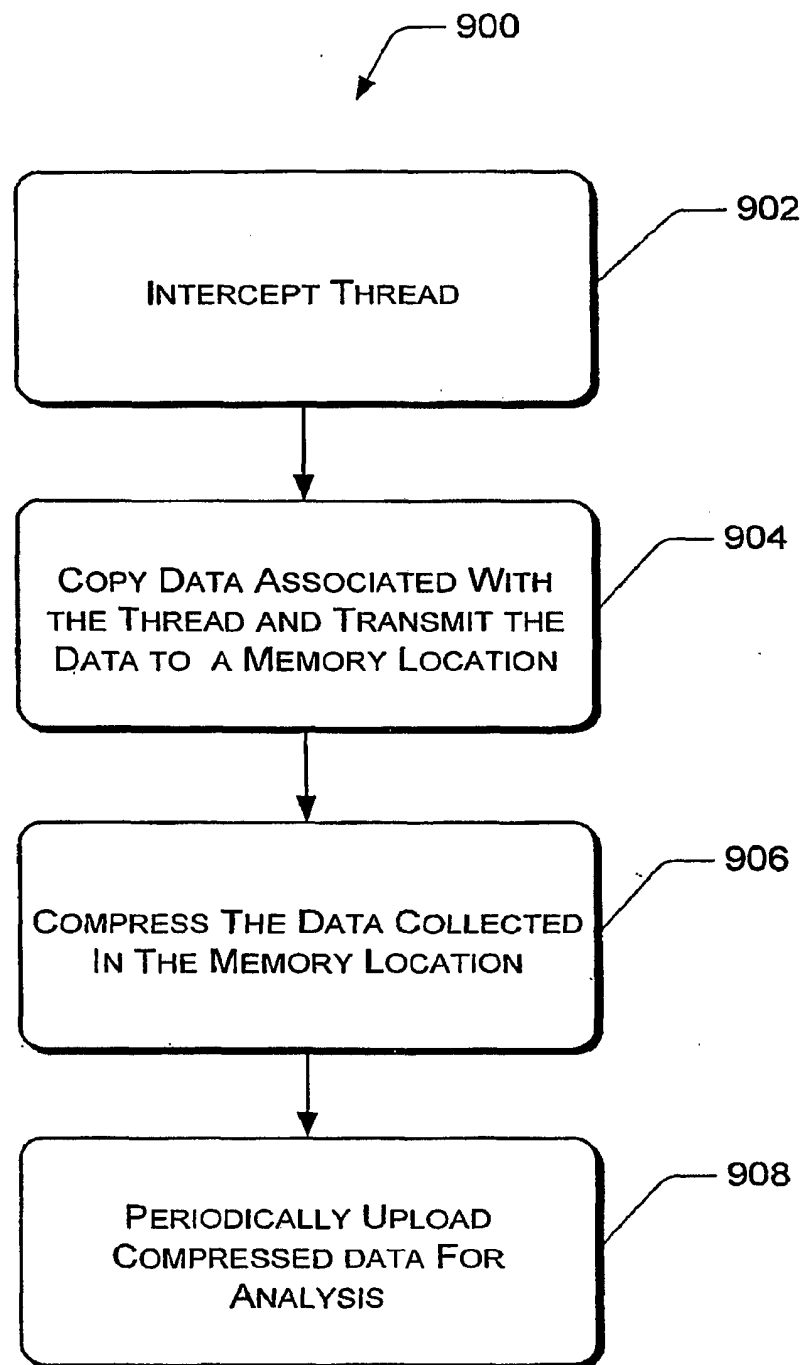 900
902
INTERCEPT THREAD
904
COPY DATA ASSOCIATED WITH
THE THREAD AND TRANSMIT THE
DATA TO A MEMORY LOCATION
906
COMPRESS THE DATA COLLECTED
IN THE MEMORY LOCATION
908
PERIODICALLY UPLOAD
COMPRESSED DATA FOR
ANALYSIS